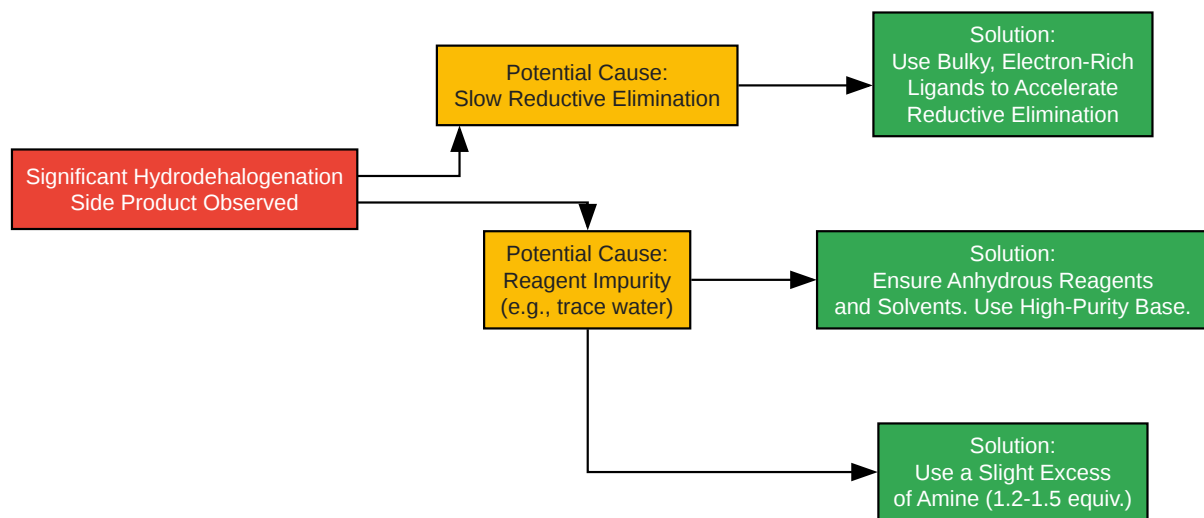 Significant Hydrodehalogenation
Side Product Observed
Potential Cause:
Slow Reductive Elimination
Solution:
Use Bulky, Electron-Rich
Ligands to Accelerate
Reductive Elimination
Potential Cause:
Reagent Impurity
(e.g., trace water)
Solution:
Ensure Anhydrous Reagents
and Solvents. Use High-Purity Base.
Solution:
Use a Slight Excess
of Amine (1.2-1.5 equiv.)